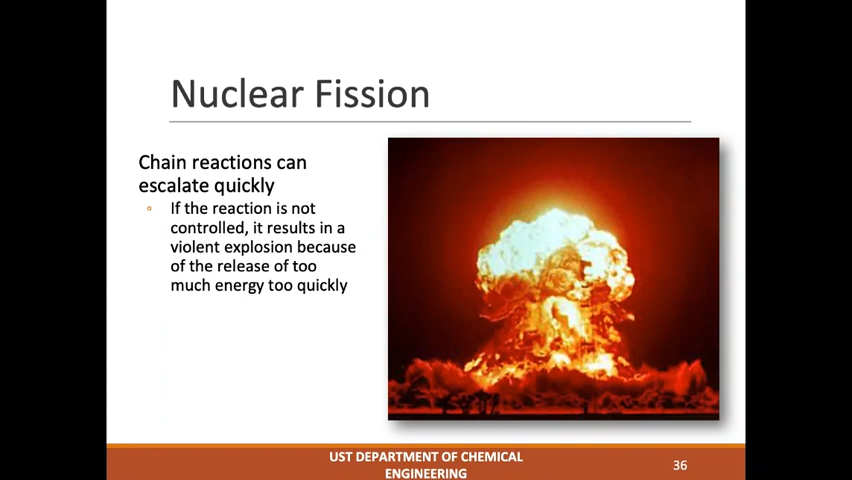 Nuclear Fission
Chain reactions can
escalate quickly
If the reaction is not
controlled, it results in a
violent explosion because
of the release of too
much energy too quickly
UST DEPARTMENT OF CHEMICAL
ENGINEERING
36